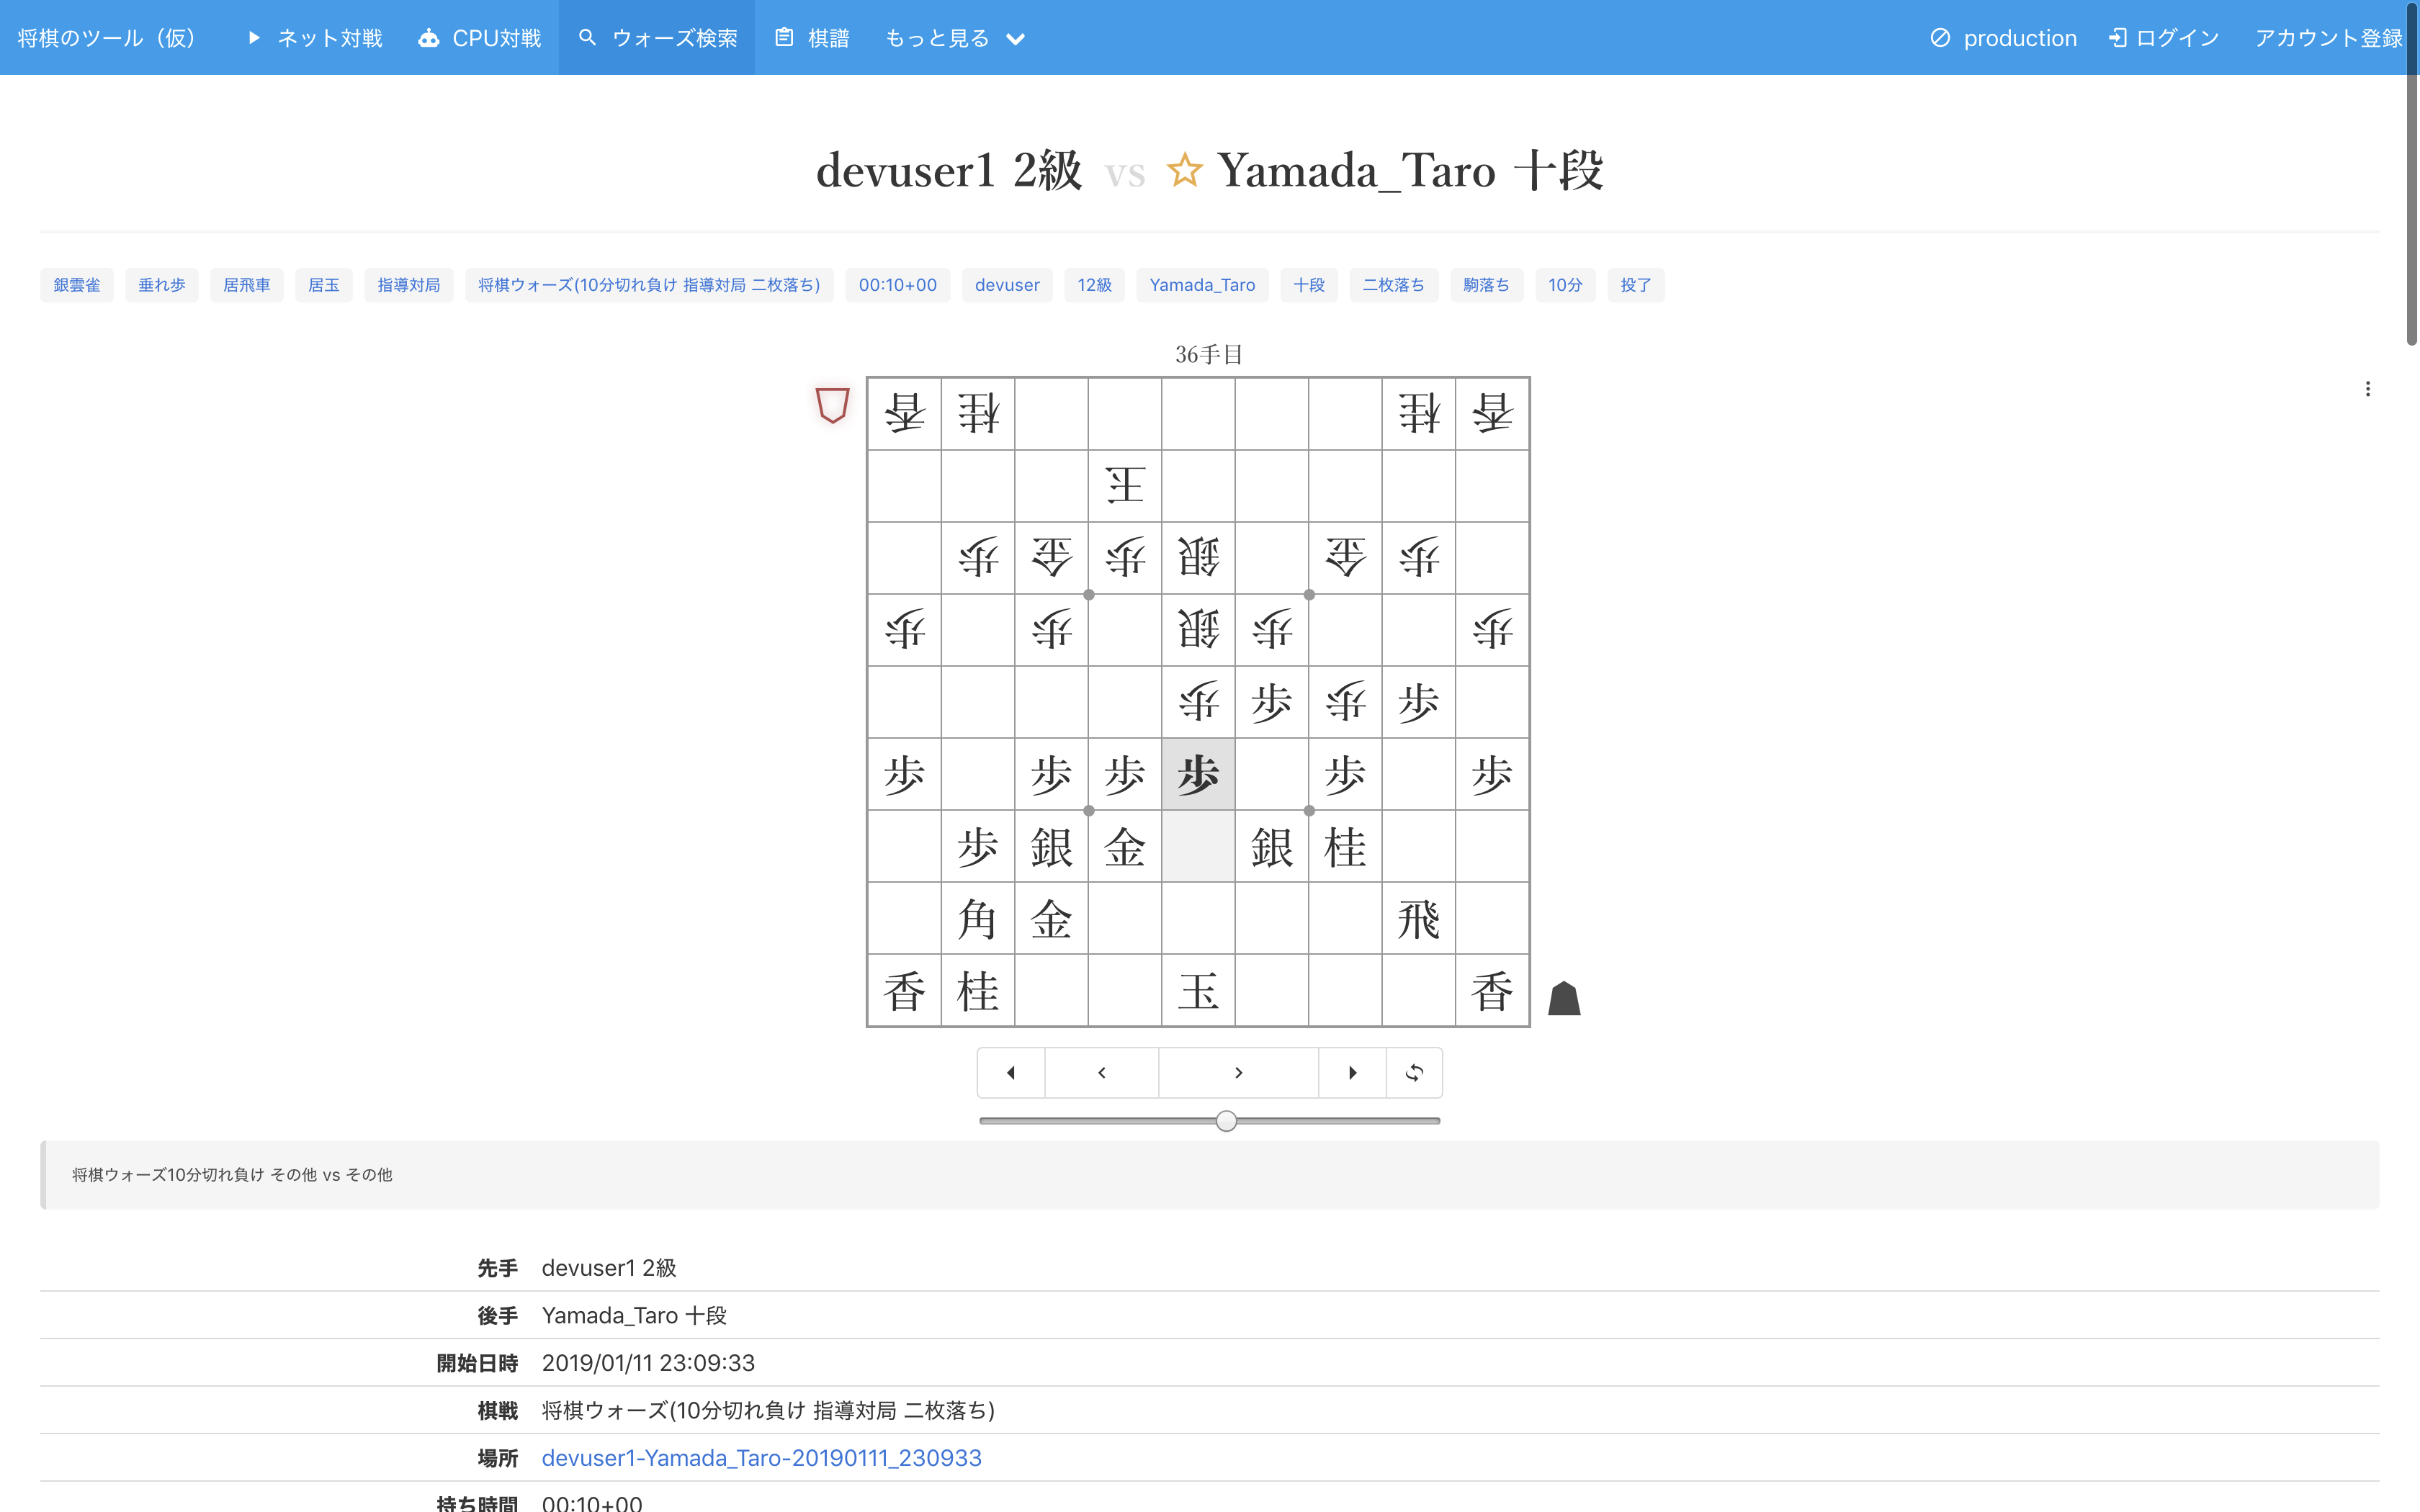 将棋のツール（仮） ネット対戦 CPU対戦 ウォーズ検索 棋譜 もっと見る production ログイン アカウント登録
devuser1 2級 vs ☆ Yamada_Taro 十段
銀雲雀 垂れ歩 居飛車 居玉 指導対局 将棋ウォーズ(10分切れ負け 指導対局 二枚落ち) 00:10+00 devuser 12級 Yamada_Taro 十段 二枚落ち 駒落ち 10分 投了
36手目
香 桂 桂 香
王
歩 金 歩 銀 金 歩
歩 歩 銀 歩 歩
歩 歩 歩 歩
歩 歩 歩 歩 歩 歩
歩 銀 金 銀 桂
角 金 飛
香 桂 玉 香
将棋ウォーズ10分切れ負け その他 vs その他
先手 devuser1 2級
後手 Yamada_Taro 十段
開始日時 2019/01/11 23:09:33
棋戦 将棋ウォーズ(10分切れ負け 指導対局 二枚落ち)
場所 devuser1-Yamada_Taro-20190111_230933
持ち時間 00:10+00